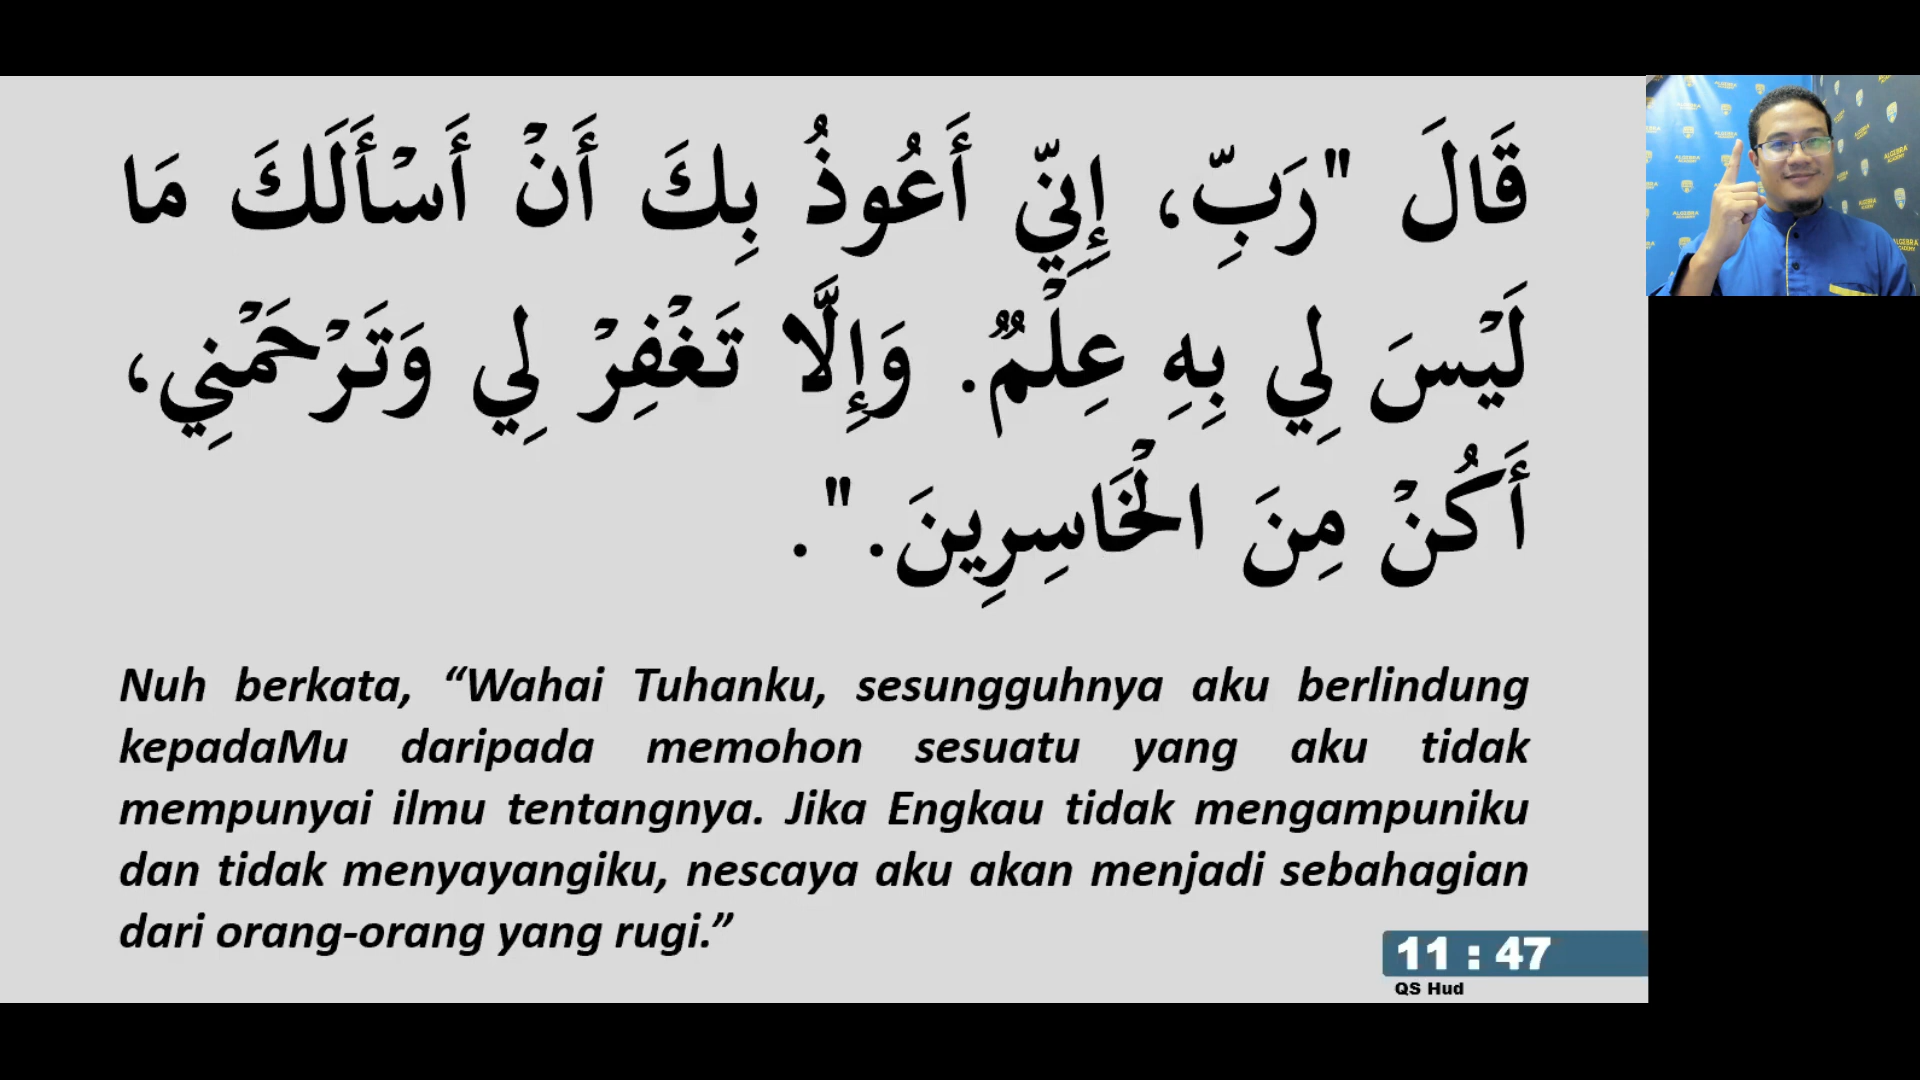 قَالَ "رَبِّ، إِنِّي أَعُوذُ بِكَ أَنْ أَسْأَلَكَ مَا
لَيْسَ لِي بِهِ عِلْمٌ. وَإِلَّا تَغْفِرْ لِي وَتَرْحَمْنِي،
أَكُنْ مِنَ الْخَاسِرِينَ.".
Nuh berkata, “Wahai Tuhanku, sesungguhnya aku berlindung
kepadaMu daripada memohon sesuatu yang aku tidak
mempunyai ilmu tentangnya. Jika Engkau tidak mengampuniku
dan tidak menyayangiku, nescaya aku akan menjadi sebahagian
dari orang-orang yang rugi.”
11 : 47
QS Hud
ALGEBRA
ACADEMY